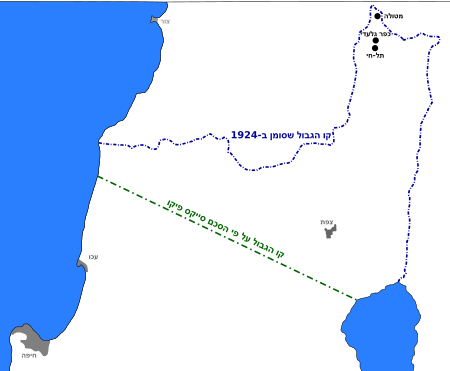 מטולה
צור
כפר גלעדי
תל-חי
קו הגבול שסומן ב-1924
קו הגבול על פי הסכם סייקס פיקו
צפת
עכו
חיפה